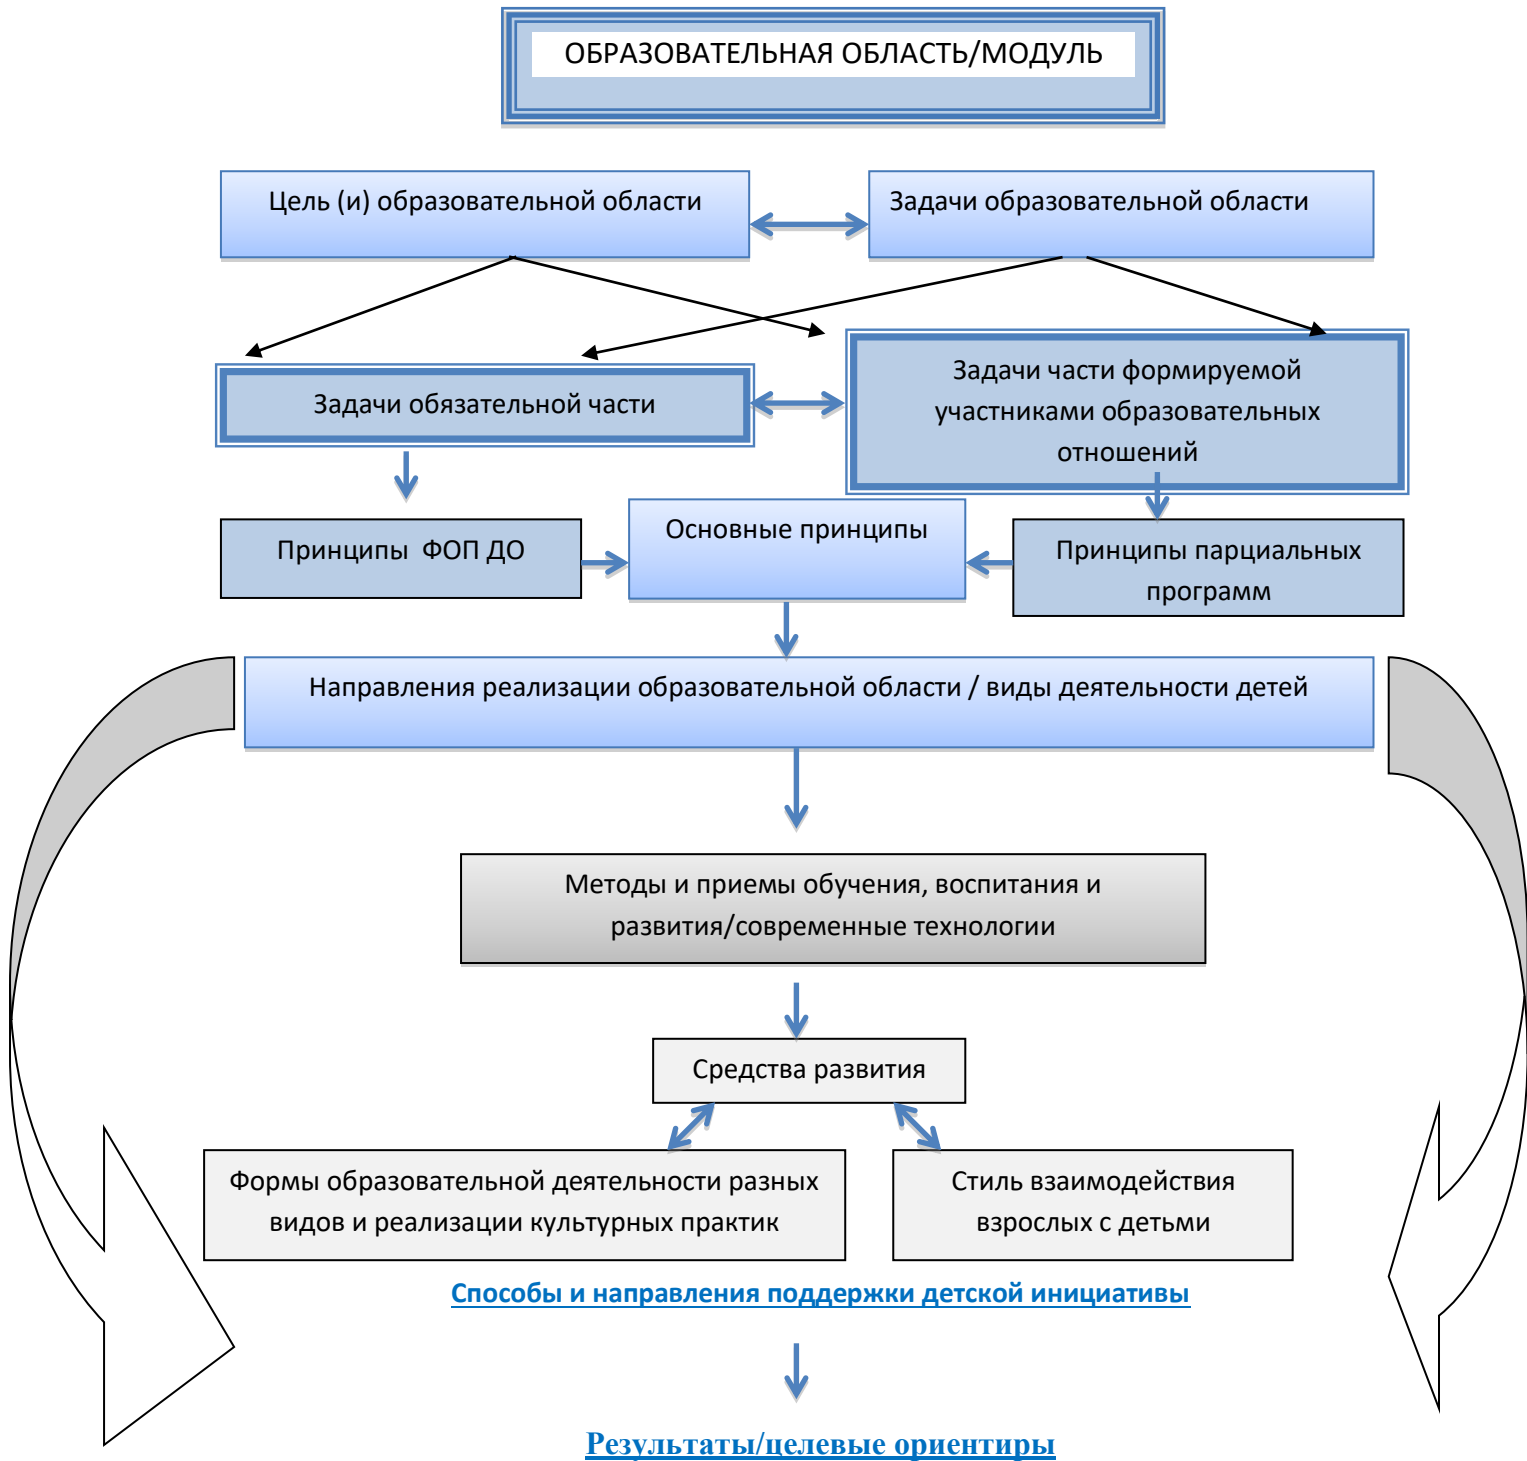 ОБРАЗОВАТЕЛЬНАЯ ОБЛАСТЬ/МОДУЛЬ
Цель (и) образовательной области
Задачи образовательной области
Задачи обязательной части
Задачи части формируемой
участниками образовательных
отношений
Принципы ФОП ДО
Основные принципы
Принципы парциальных
программ
Направления реализации образовательной области / виды деятельности детей
Методы и приемы обучения, воспитания и
развития/современные технологии
Средства развития
Формы образовательной деятельности разных
видов и реализации культурных практик
Стиль взаимодействия
взрослых с детьми
Способы и направления поддержки детской инициативы
Результаты/целевые ориентиры